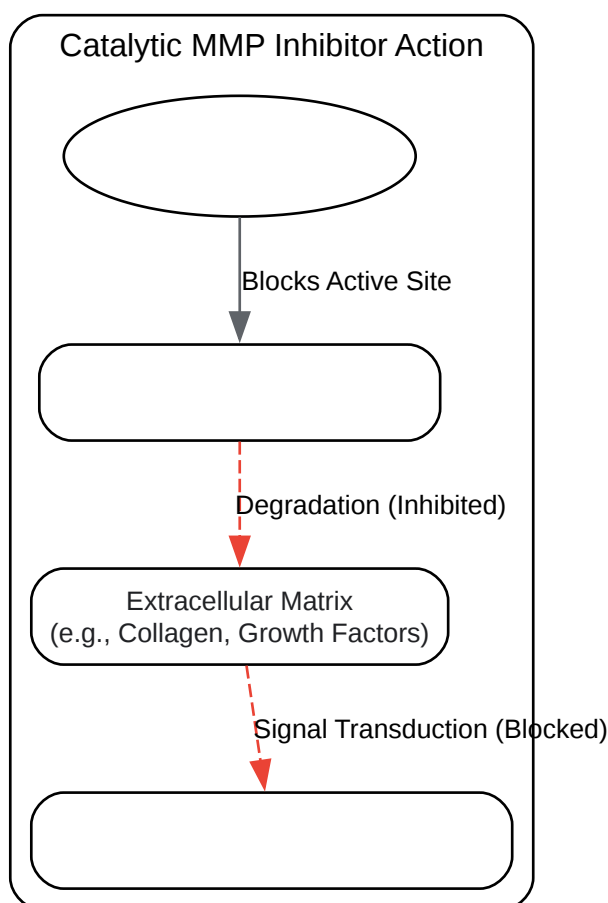 Catalytic MMP Inhibitor Action
Blocks Active Site
Degradation (Inhibited)
Extracellular Matrix
(e.g., Collagen, Growth Factors)
Signal Transduction (Blocked)